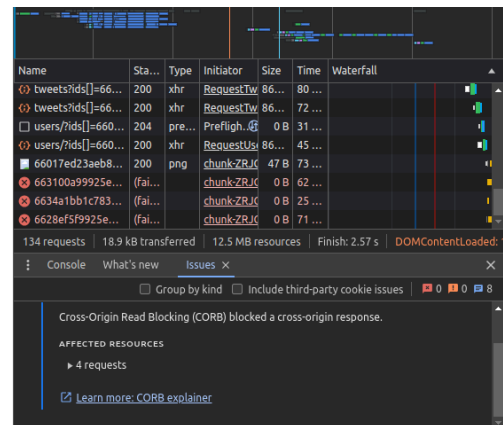 Name Sta... Type Initiator Size Time Waterfall
tweets?ids[]=66... 200 xhr RequestTw 86... 80 ...
tweets?ids[]=66... 200 xhr RequestTw 86... 72 ...
users/?ids[]=660... 204 pre... Prefligh... 0 B 31 ...
users/?ids[]=660... 200 xhr RequestUs 86... 45 ...
66017ed23aeb8... 200 png chunk-ZRJC 47 B 73 ...
663100a99925e... (fai... chunk-ZRJC 0 B 62 ...
6634a1bb1c783... (fai... chunk-ZRJC 0 B 25 ...
6628ef5f9925e... (fai... chunk-ZRJC 0 B 71 ...
134 requests 18.9 kB transferred 12.5 MB resources Finish: 2.57 s DOMContentLoaded:
Console What's new Issues
Group by kind Include third-party cookie issues 0 0 8
Cross-Origin Read Blocking (CORB) blocked a cross-origin response.
AFFECTED RESOURCES
4 requests
Learn more: CORB explainer